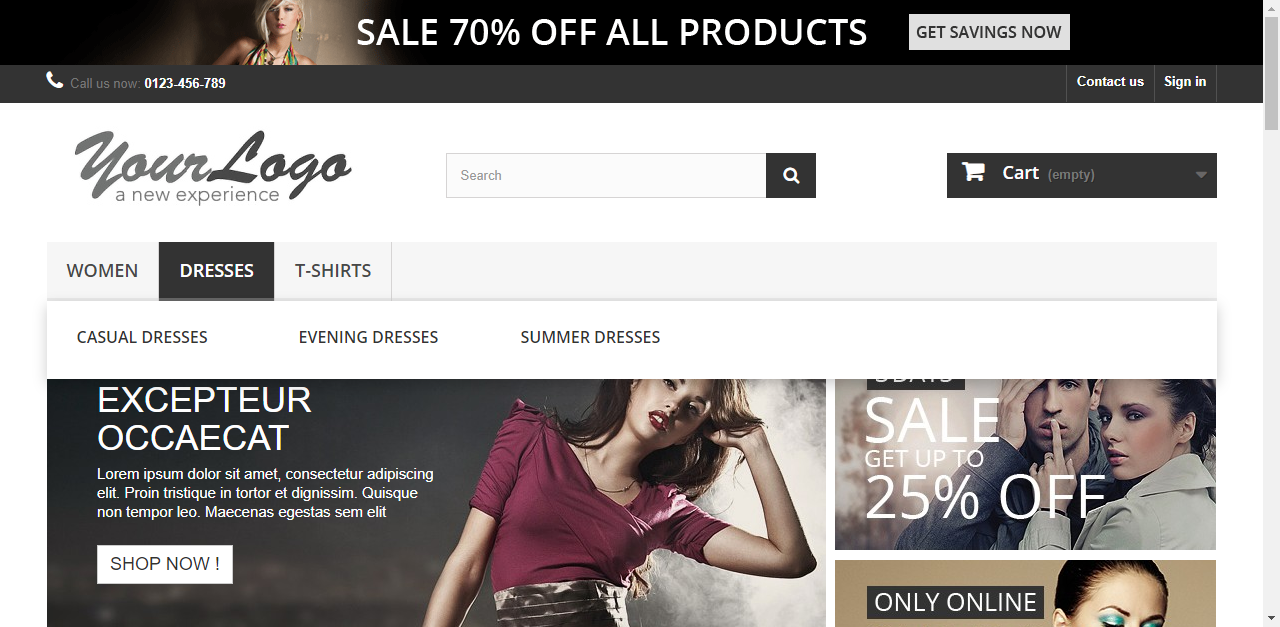 SALE 70% OFF ALL PRODUCTS
GET SAVINGS NOW
Call us now: 0123-456-789
Contact us
Sign in
YourLogo
a new experience
Search
Cart (empty)
WOMEN
DRESSES
T-SHIRTS
CASUAL DRESSES
EVENING DRESSES
SUMMER DRESSES
EXCEPTEUR
OCCAECAT
Lorem ipsum dolor sit amet, consectetur adipiscing
elit. Proin tristique in tortor et dignissim. Quisque
non tempor leo. Maecenas egestas sem elit
SHOP NOW !
SALE
GET UP TO
25% OFF
ONLY ONLINE